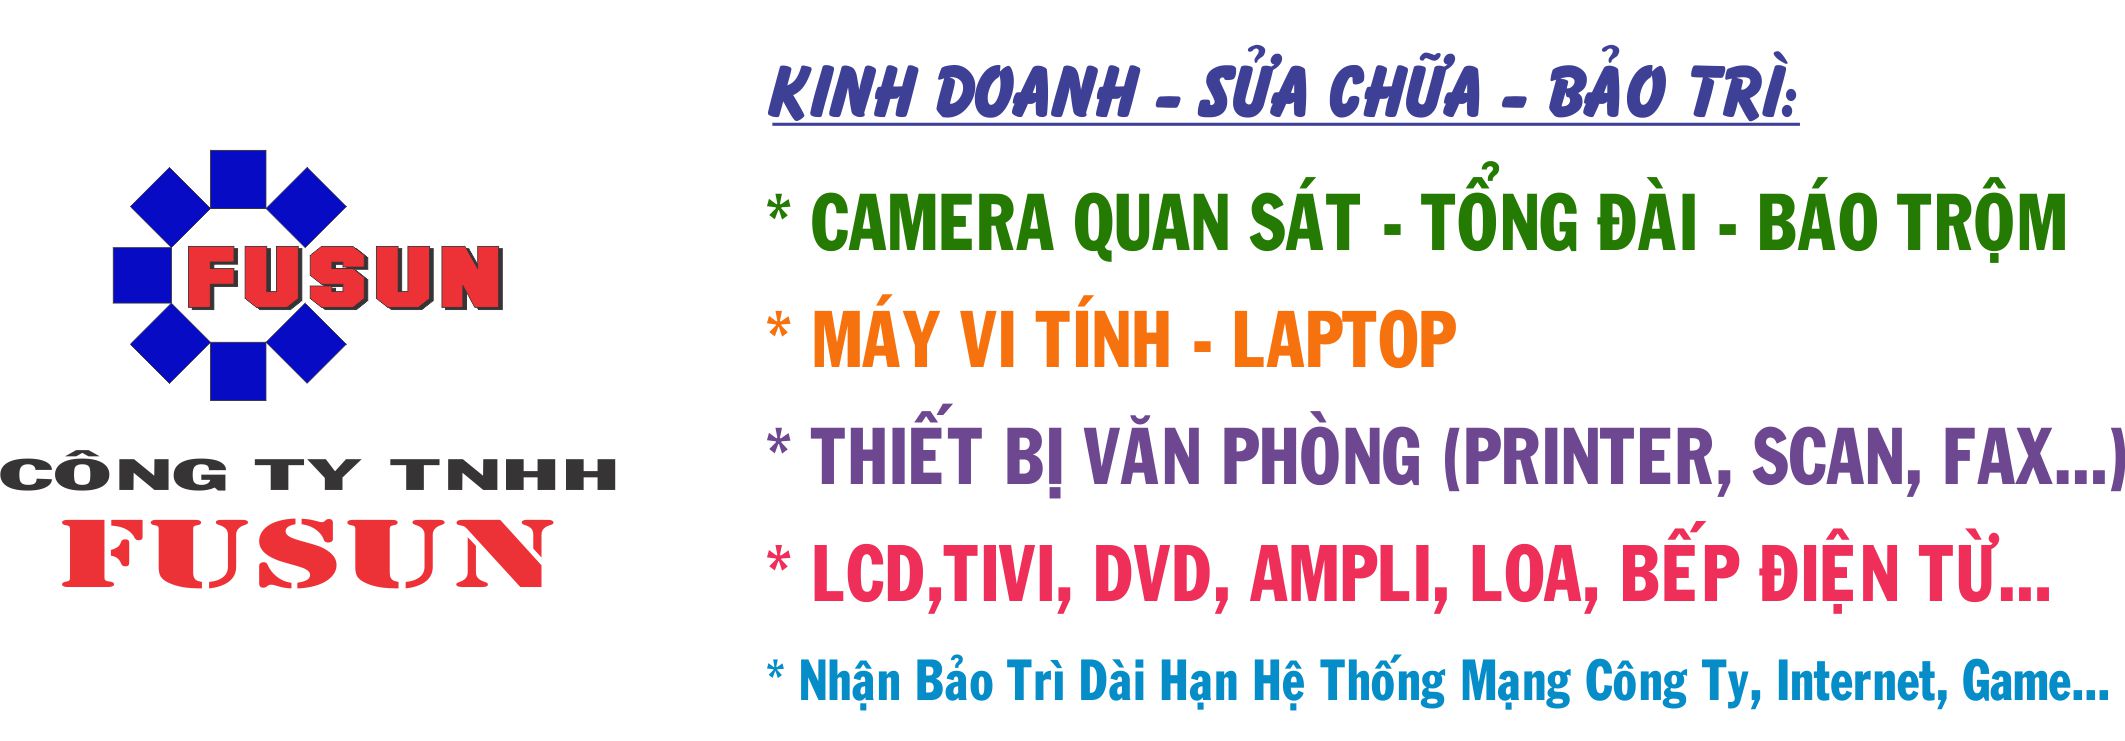 FUSUN
CÔNG TY TNHH
FUSUN
KINH DOANH - SỬA CHỮA - BẢO TRÌ:
* CAMERA QUAN SÁT - TỔNG ĐÀI - BÁO TRỘM
* MÁY VI TÍNH - LAPTOP
* THIẾT BỊ VĂN PHÒNG (PRINTER, SCAN, FAX...)
* LCD,TIVI, DVD, AMPLI, LOA, BẾP ĐIỆN TỪ...
* Nhận Bảo Trì Dài Hạn Hệ Thống Mạng Công Ty, Internet, Game...